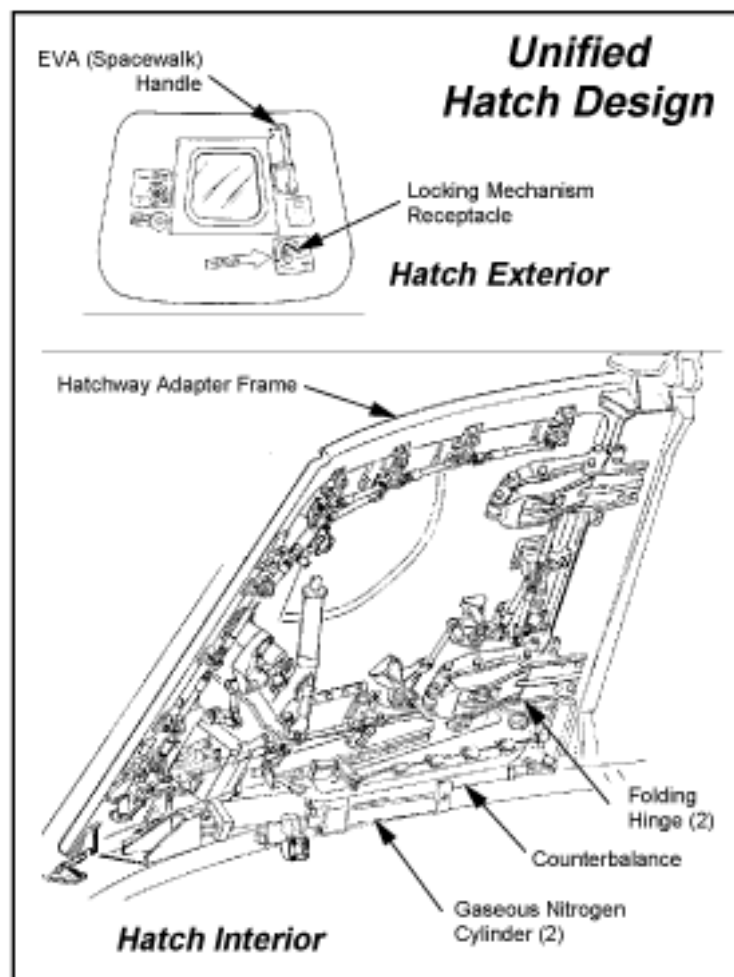 Unified
Hatch Design
EVA (Spacewalk)
Handle
Locking Mechanism
Receptacle
Hatch Exterior
Hatchway Adapter Frame
Folding
Hinge (2)
Counterbalance
Gaseous Nitrogen
Cylinder (2)
Hatch Interior